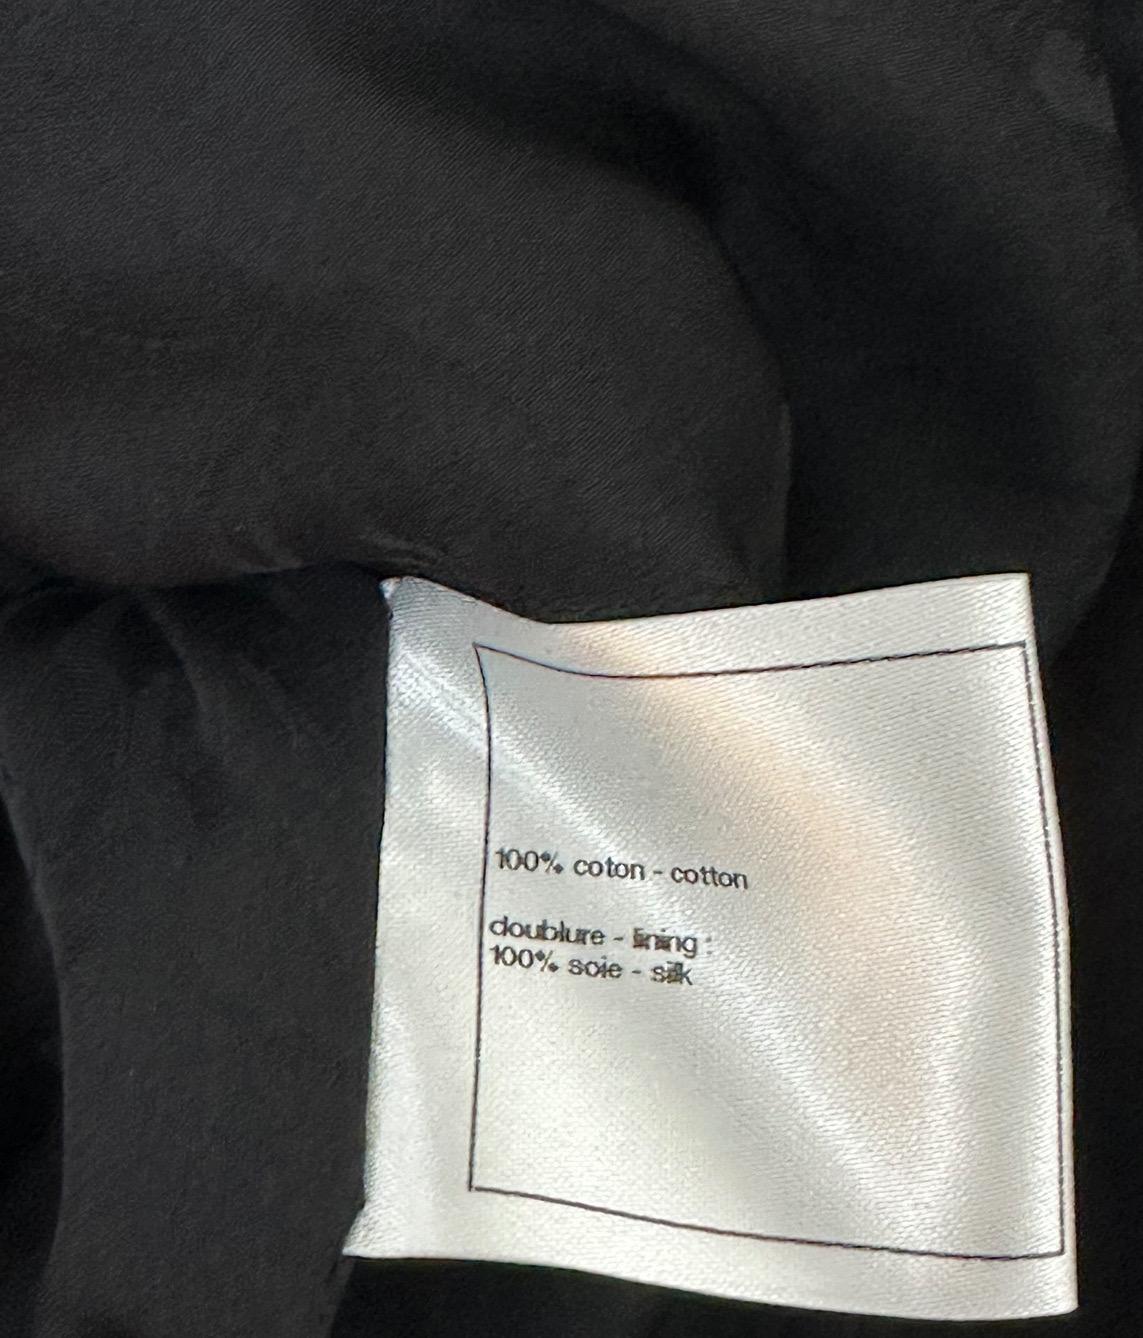 100% coton - cotton
doublure - lining :
100% soie - silk